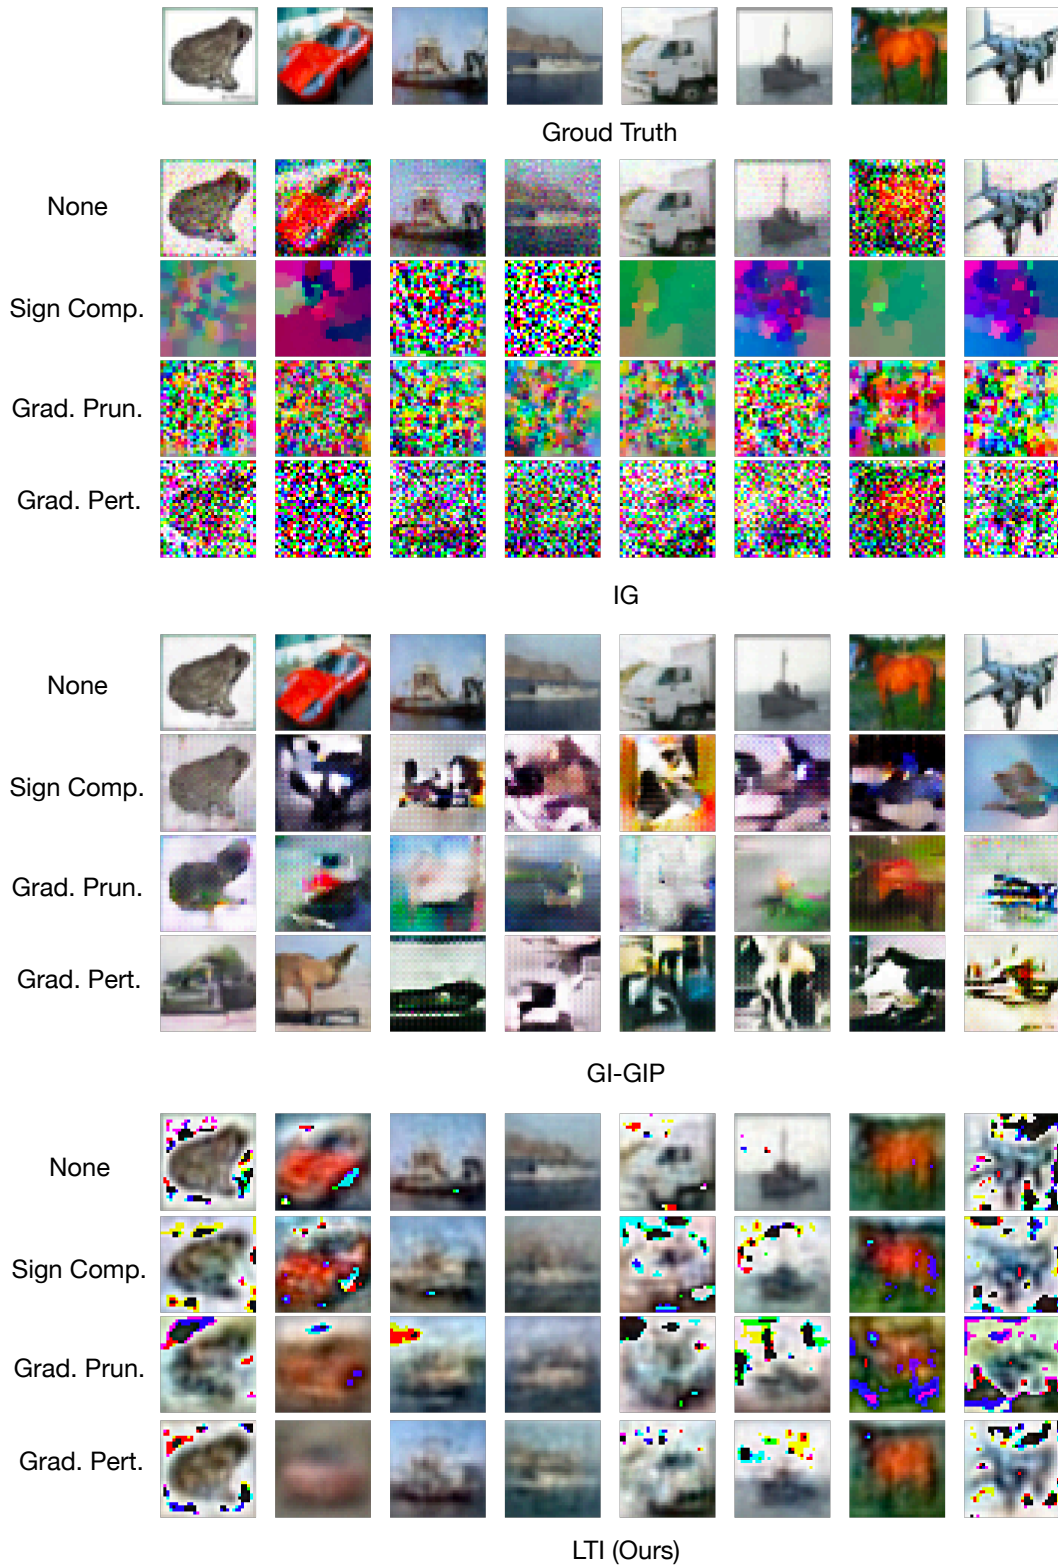 Groud Truth
None
Sign Comp.
Grad. Prun.
Grad. Pert.
IG
None
Sign Comp.
Grad. Prun.
Grad. Pert.
GI-GIP
None
Sign Comp.
Grad. Prun.
Grad. Pert.
LTI (Ours)